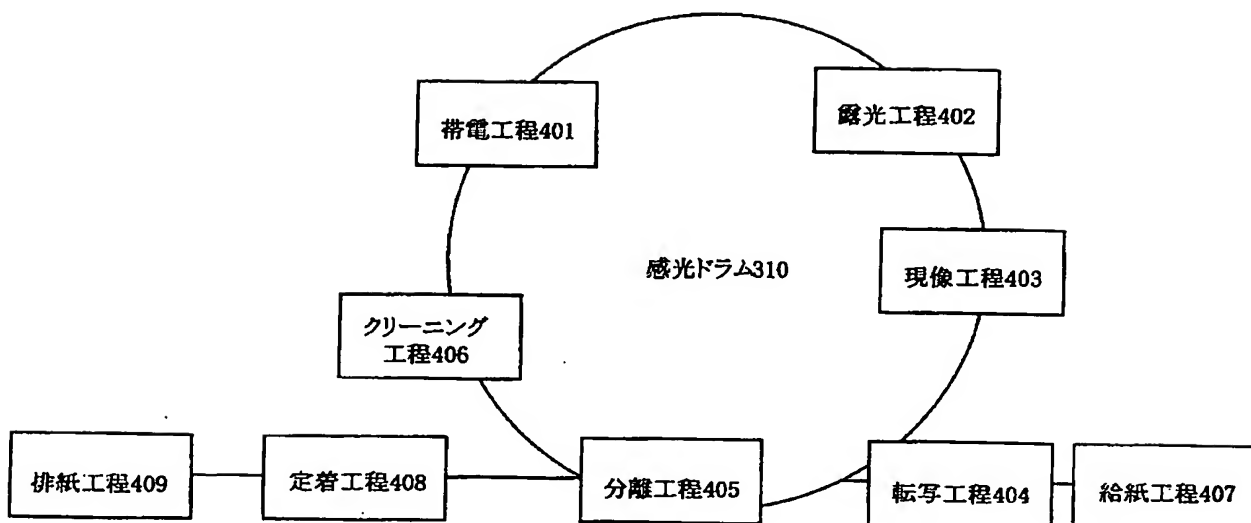 帯電工程401
露光工程402
感光ドラム310
現像工程403
クリーニング
工程406
排紙工程409
定着工程408
分離工程405
転写工程404
給紙工程407